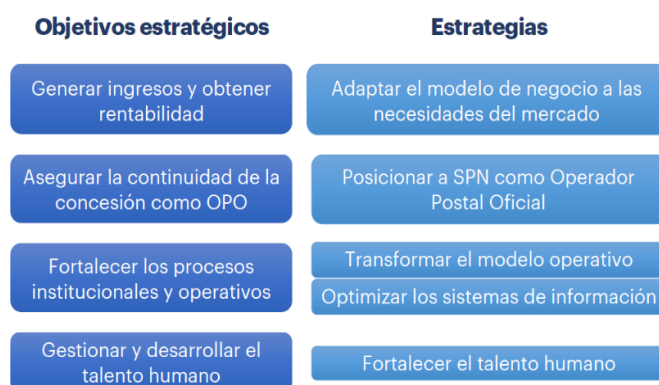 Objetivos estratégicos
Estrategias
Generar ingresos y obtener
rentabilidad
Adaptar el modelo de negocio a las
necesidades del mercado
Asegurar la continuidad de la
concesión como OPO
Posicionar a SPN como Operador
Postal Oficial
Fortalecer los procesos
institucionales y operativos
Transformar el modelo operativo
Optimizar los sistemas de información
Gestionar y desarrollar el
talento humano
Fortalecer el talento humano